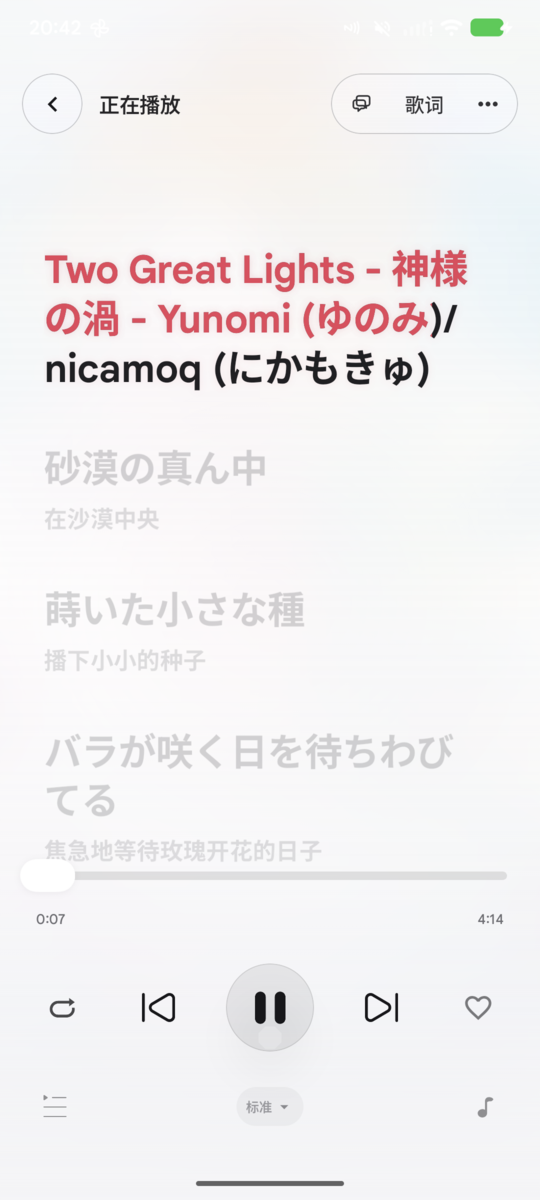 20:42
正在播放
歌词
Two Great Lights - 神様
の渦 - Yunomi (ゆのみ)/
nicamoq (にかもきゅ)
砂漠の真ん中
在沙漠中央
蒔いた小さな種
播下小小的种子
バラが咲く日を待ちわび
てる
焦急地等待玫瑰开花的日子
0:07
4:14
标准